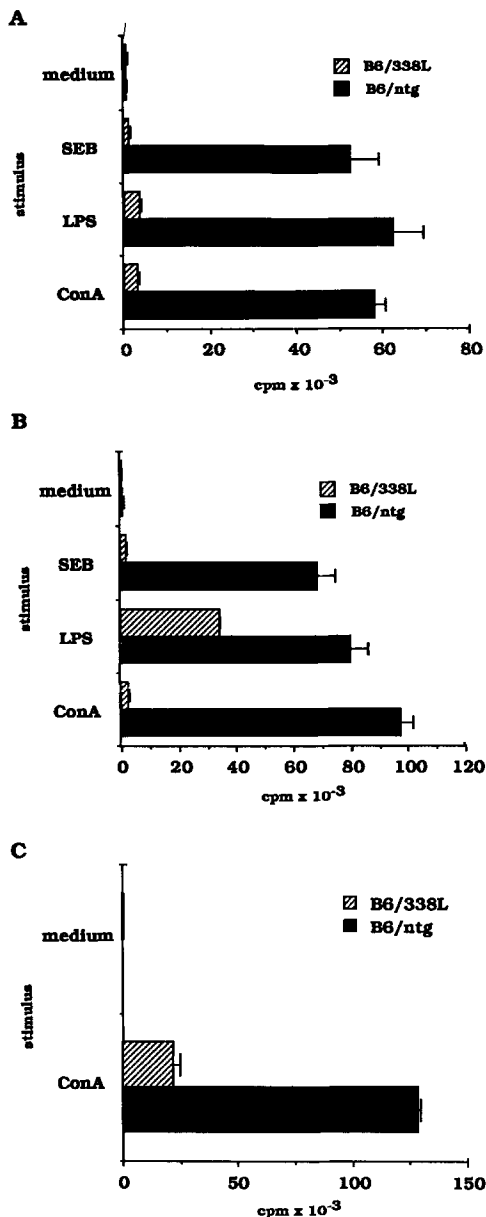 A
medium
SEB
LPS
ConA
stimulus
B6/338L
B6/ntg
0 20 40 60 80
cpm x 10⁻³
B
medium
SEB
LPS
ConA
stimulus
B6/338L
B6/ntg
0 20 40 60 80 100 120
cpm x 10⁻³
C
medium
ConA
stimulus
B6/338L
B6/ntg
0 50 100 150
cpm x 10⁻³